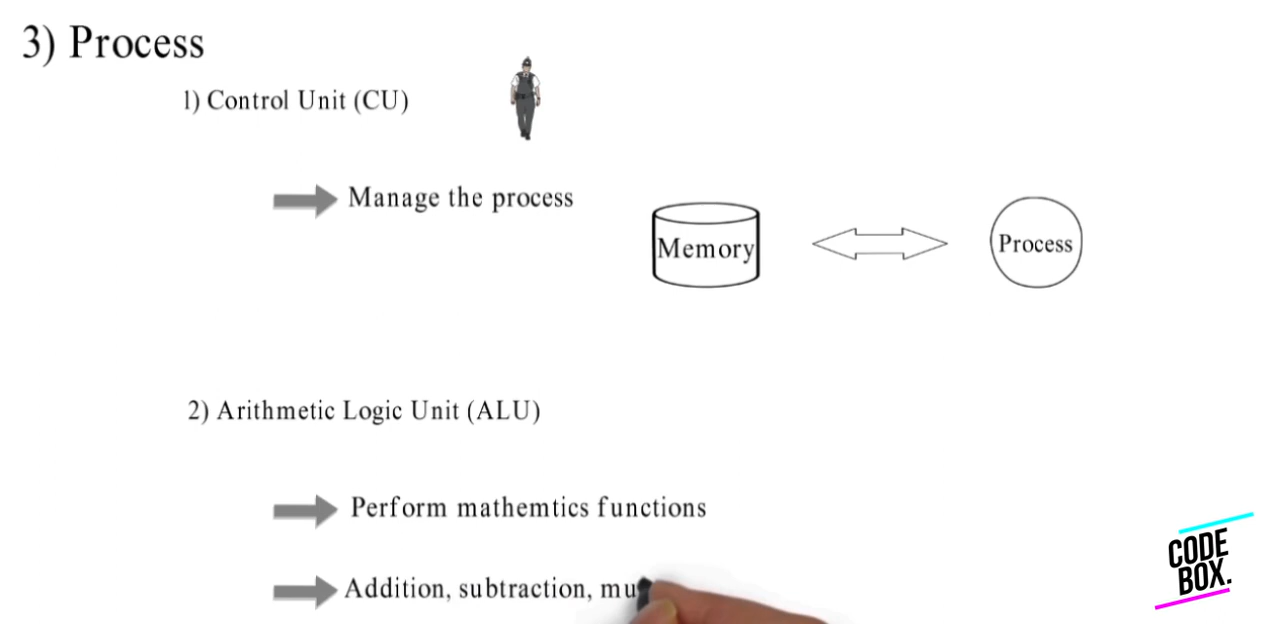 3) Process
1) Control Unit (CU)
Manage the process
Memory
Process
2) Arithmetic Logic Unit (ALU)
Perform mathemtics functions
Addition, subtraction, mu
CODE
BOX.